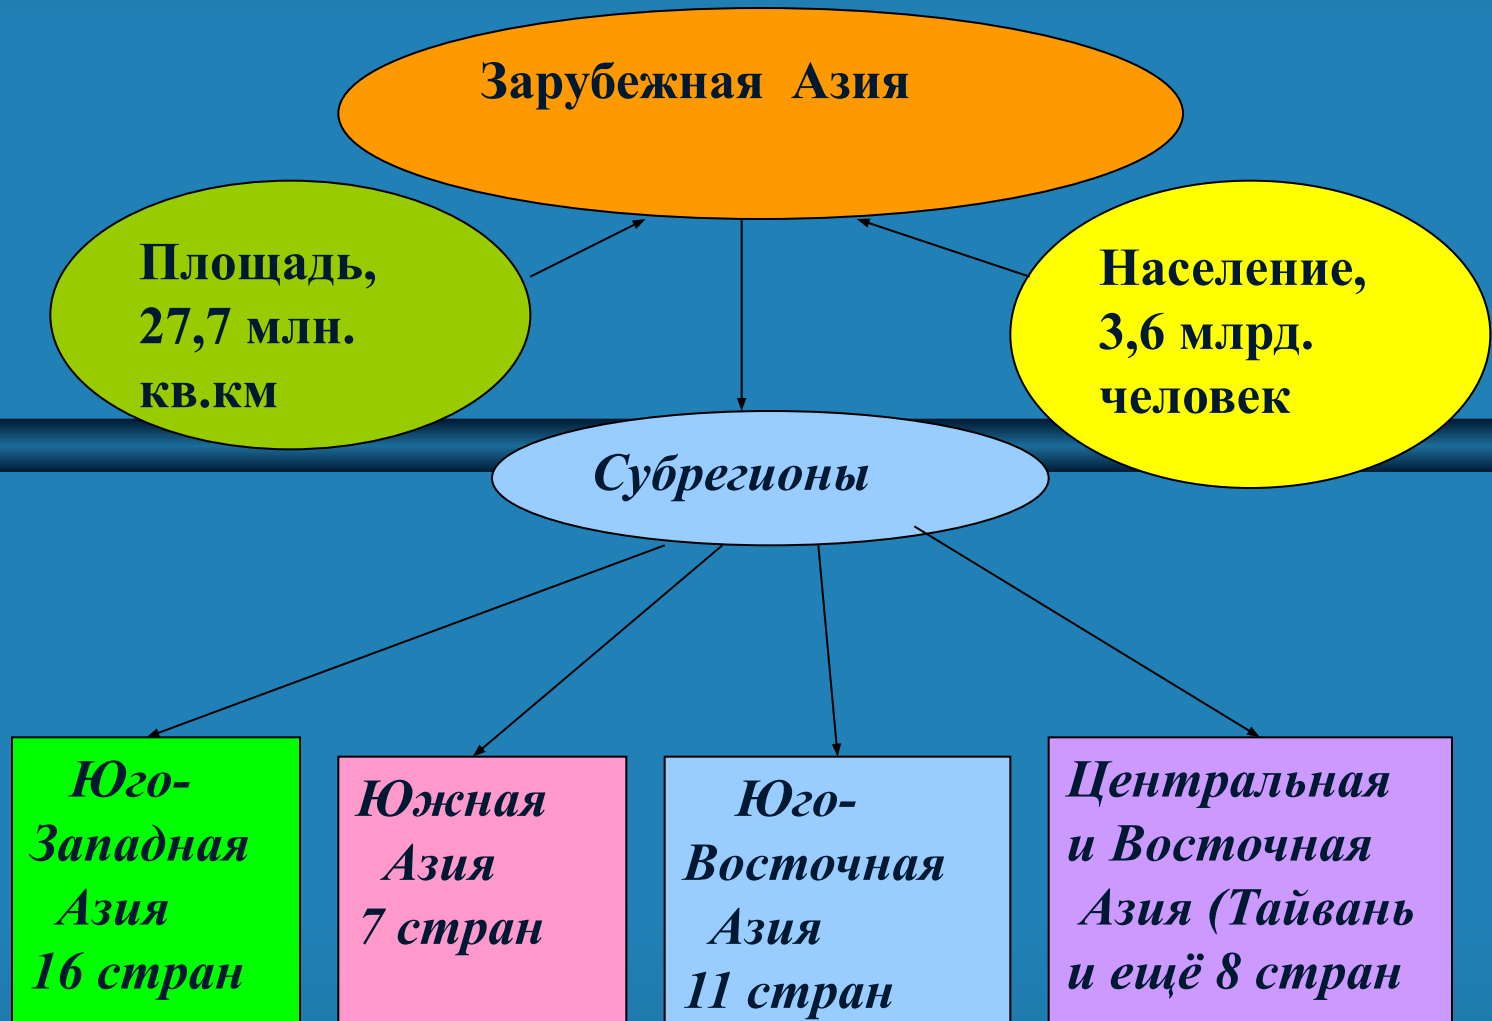 Зарубежная Азия
Площадь,
27,7 млн.
кв.км
Население,
3,6 млрд.
человек
Субрегионы
Юго-
Западная
Азия
16 стран
Южная
Азия
7 стран
Юго-
Восточная
Азия
11 стран
Центральная
и Восточная
Азия (Тайвань
и ещё 8 стран